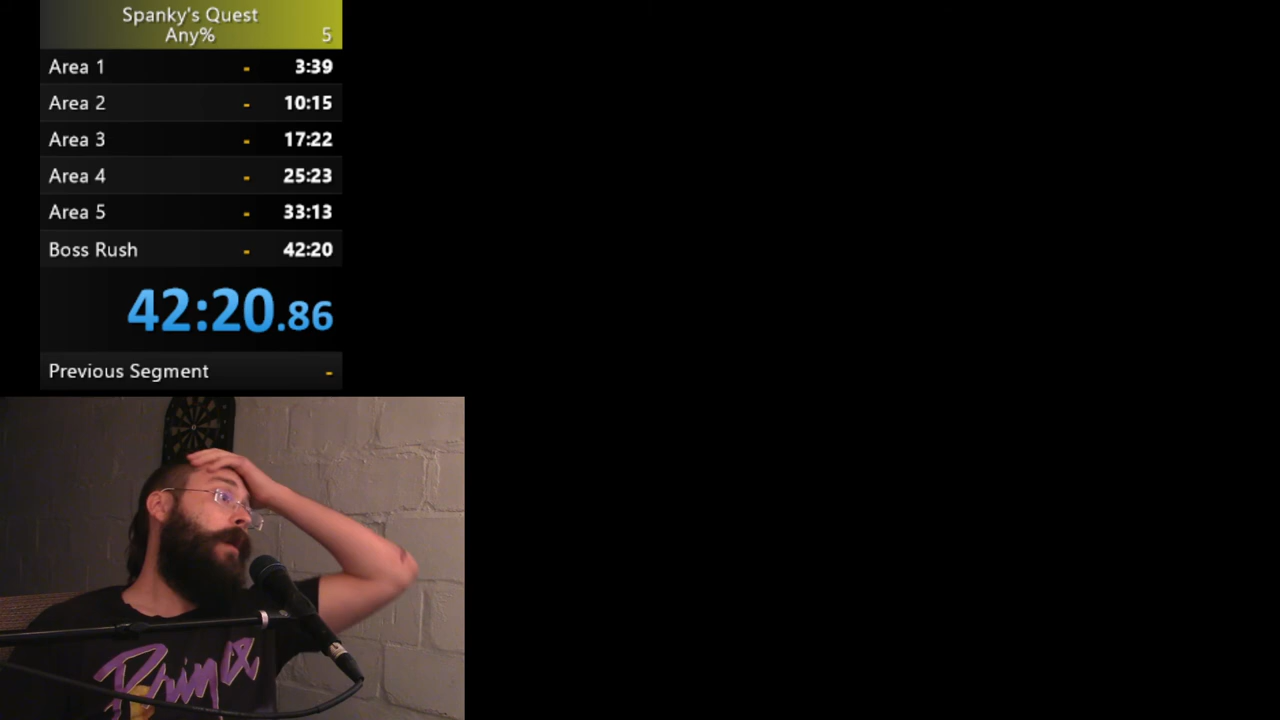 Spanky's Quest
Any% 5
Area 1 - 3:39
Area 2 - 10:15
Area 3 - 17:22
Area 4 - 25:23
Area 5 - 33:13
Boss Rush - 42:20
42:20.86
Previous Segment -
Prince